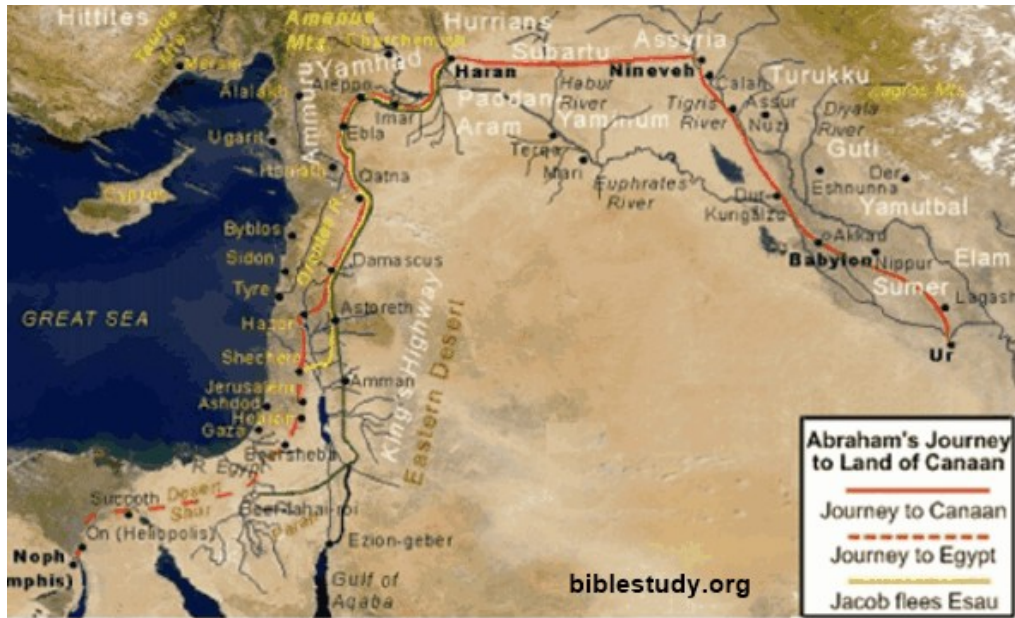 Hittites
Taurus
Mts.
Mersin
Amanus
Mts.
Charchemish
Hurrians
Subartu
Assyria
Yamhad
Haran
Nineveh
Calah
Turukku
Zagros Mts.
Alalakh
Aleppo
Imar
Paddan
Aram
Habur
River
Tigris
River
Assur
Nuzi
Diyala
River
Ammuru
Ebla
Yaminum
Guti
Ugarit
Hamath
Qatna
Terqa
Mari
Euphrates
River
Der
Eshnunna
Yamutbal
Cyprus
Dur
Kurigalzu
Byblos
Orontes R.
Akkad
Sidon
Damascus
Babylon
Nippur
Elam
Tyre
Sumer
Lagash
GREAT SEA
Hazor
Astoreth
Ur
Shechem
King's Highway
Eastern Desert
Amman
Jerusalem
Ashdod
Hebron
Gaza
Beersheba
R. Egypt
Succoth
Desert
Shur
Beer-lahai-roi
Paran
On (Heliopolis)
Noph
mphis)
Ezion-geber
Gulf of
Aqaba
biblestudy.org
Abraham's Journey
to Land of Canaan
Journey to Canaan
Journey to Egypt
Jacob flees Esau